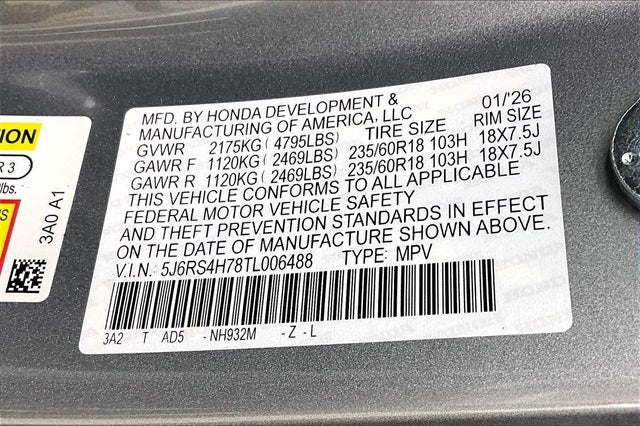 MFD. BY HONDA DEVELOPMENT &
MANUFACTURING OF AMERICA, LLC 01/'26
GVWR 2175KG ( 4795LBS) TIRE SIZE RIM SIZE
GAWR F 1120KG ( 2469LBS) 235/60R18 103H 18X7.5J
GAWR R 1120KG ( 2469LBS) 235/60R18 103H 18X7.5J
THIS VEHICLE CONFORMS TO ALL APPLICABLE
FEDERAL MOTOR VEHICLE SAFETY
AND THEFT PREVENTION STANDARDS IN EFFECT
ON THE DATE OF MANUFACTURE SHOWN ABOVE.
V.I.N.: 5J6RS4H78TL006488 TYPE: MPV
3A2 T AD5 - NH932M - Z - L
R 3
lbs.
3A0 A1